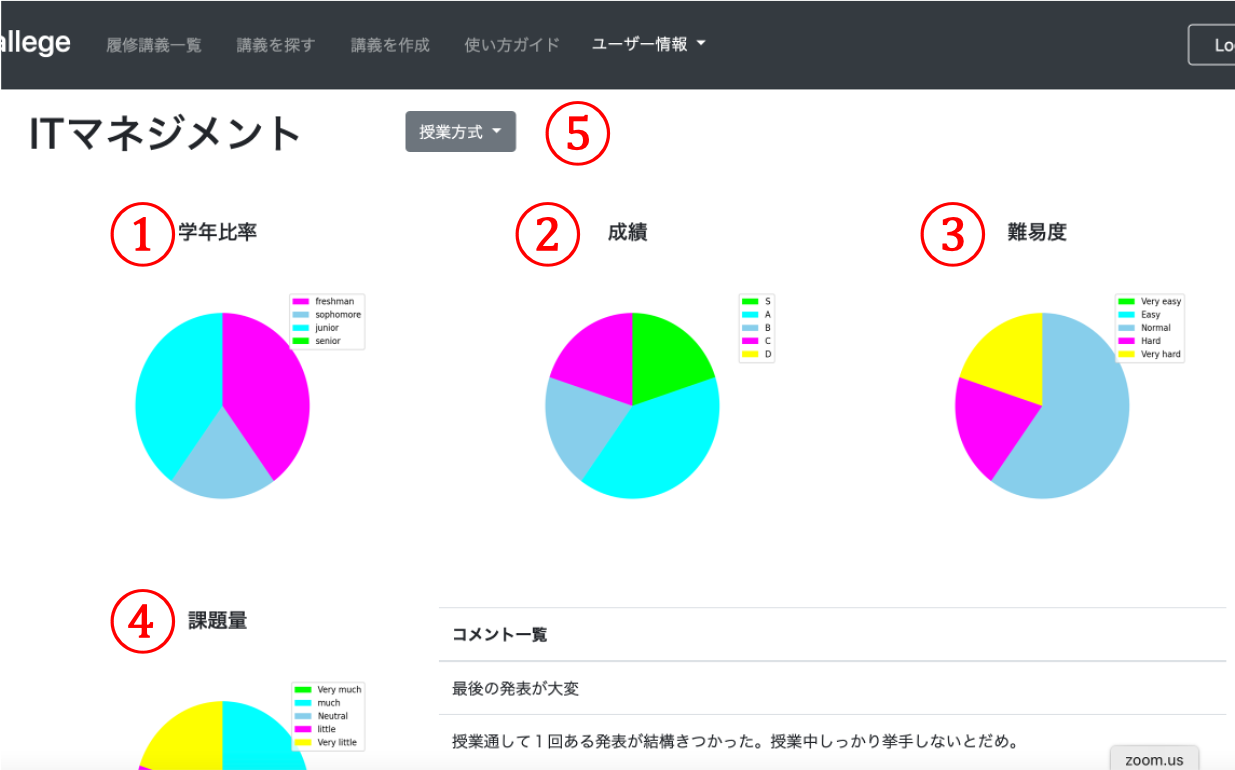 allege 履修講義一覧 講義を探す 講義を作成 使い方ガイド ユーザー情報 Lo
ITマネジメント 授業方式 ⑤
① 学年比率
freshman
sophomore
junior
senior
② 成績
S
A
B
C
D
③ 難易度
Very easy
Easy
Normal
Hard
Very hard
④ 課題量
Very much
much
Neutral
little
Very little
コメント一覧
最後の発表が大変
授業通して１回ある発表が結構きつかった。授業中しっかり挙手しないとだめ。
zoom.us